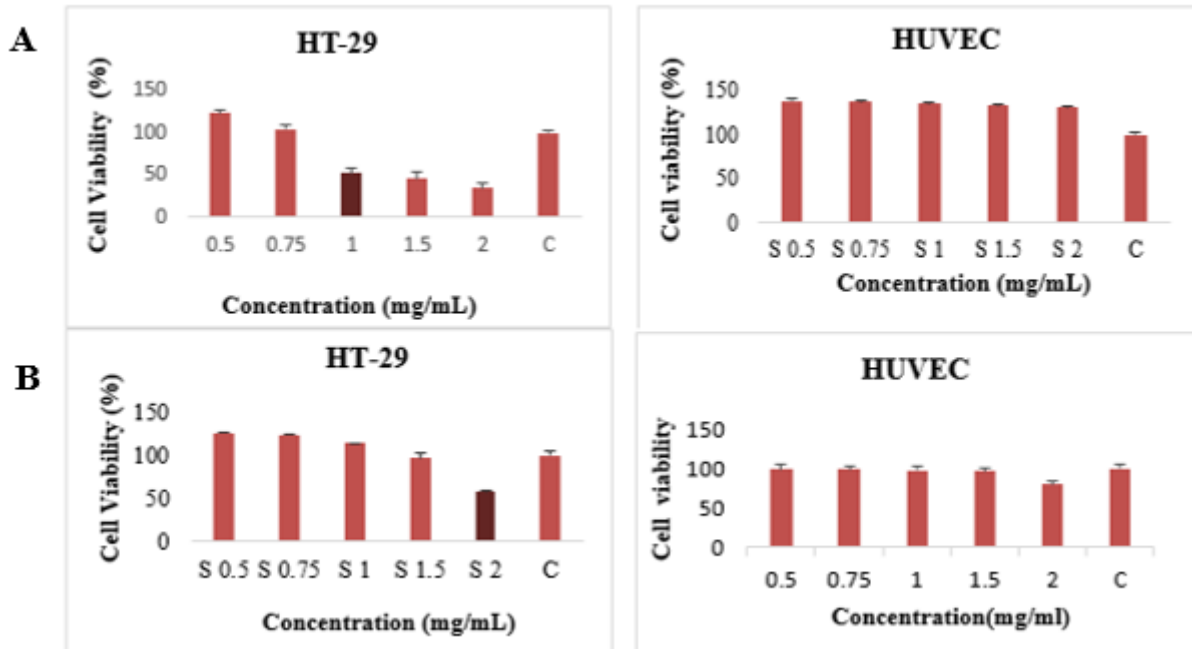 A
HT-29
Cell Viability (%)
150
100
50
0
0.5 0.75 1 1.5 2 C
Concentration (mg/mL)
HUVEC
Cell viability (%)
150
100
50
0
S 0.5 S 0.75 S 1 S 1.5 S 2 C
Concentration (mg/mL)
B
HT-29
Cell Viability (%)
150
100
50
0
S 0.5 S 0.75 S 1 S 1.5 S 2 C
Concentration (mg/mL)
HUVEC
Cell viability
150
100
50
0
0.5 0.75 1 1.5 2 C
Concentration(mg/ml)